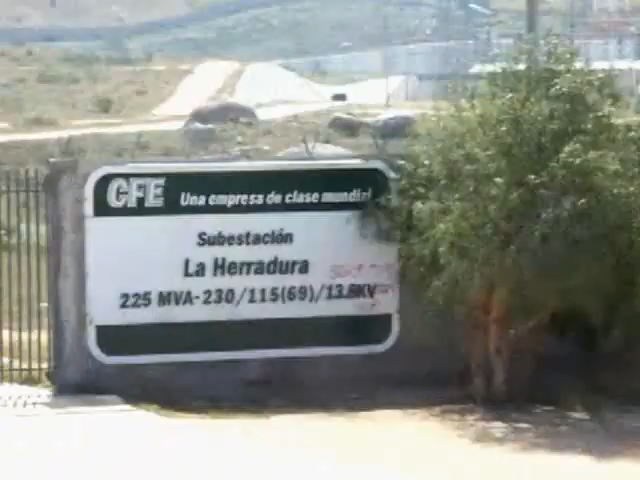 CFE Una empresa de clase mundial
Subestación
La Herradura
225 MVA-230/115(69)/13.8KV